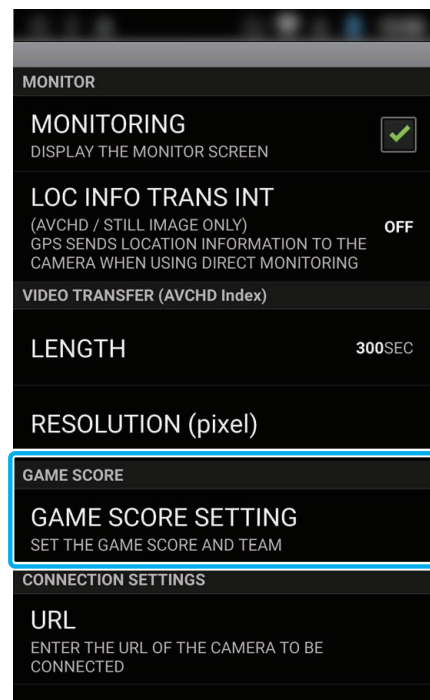 MONITOR
MONITORING
DISPLAY THE MONITOR SCREEN
LOC INFO TRANS INT
(AVCHD / STILL IMAGE ONLY)
OFF
GPS SENDS LOCATION INFORMATION TO THE
CAMERA WHEN USING DIRECT MONITORING
VIDEO TRANSFER (AVCHD Index)
LENGTH
300SEC
RESOLUTION (pixel)
GAME SCORE
GAME SCORE SETTING
SET THE GAME SCORE AND TEAM
CONNECTION SETTINGS
URL
ENTER THE URL OF THE CAMERA TO BE
CONNECTED